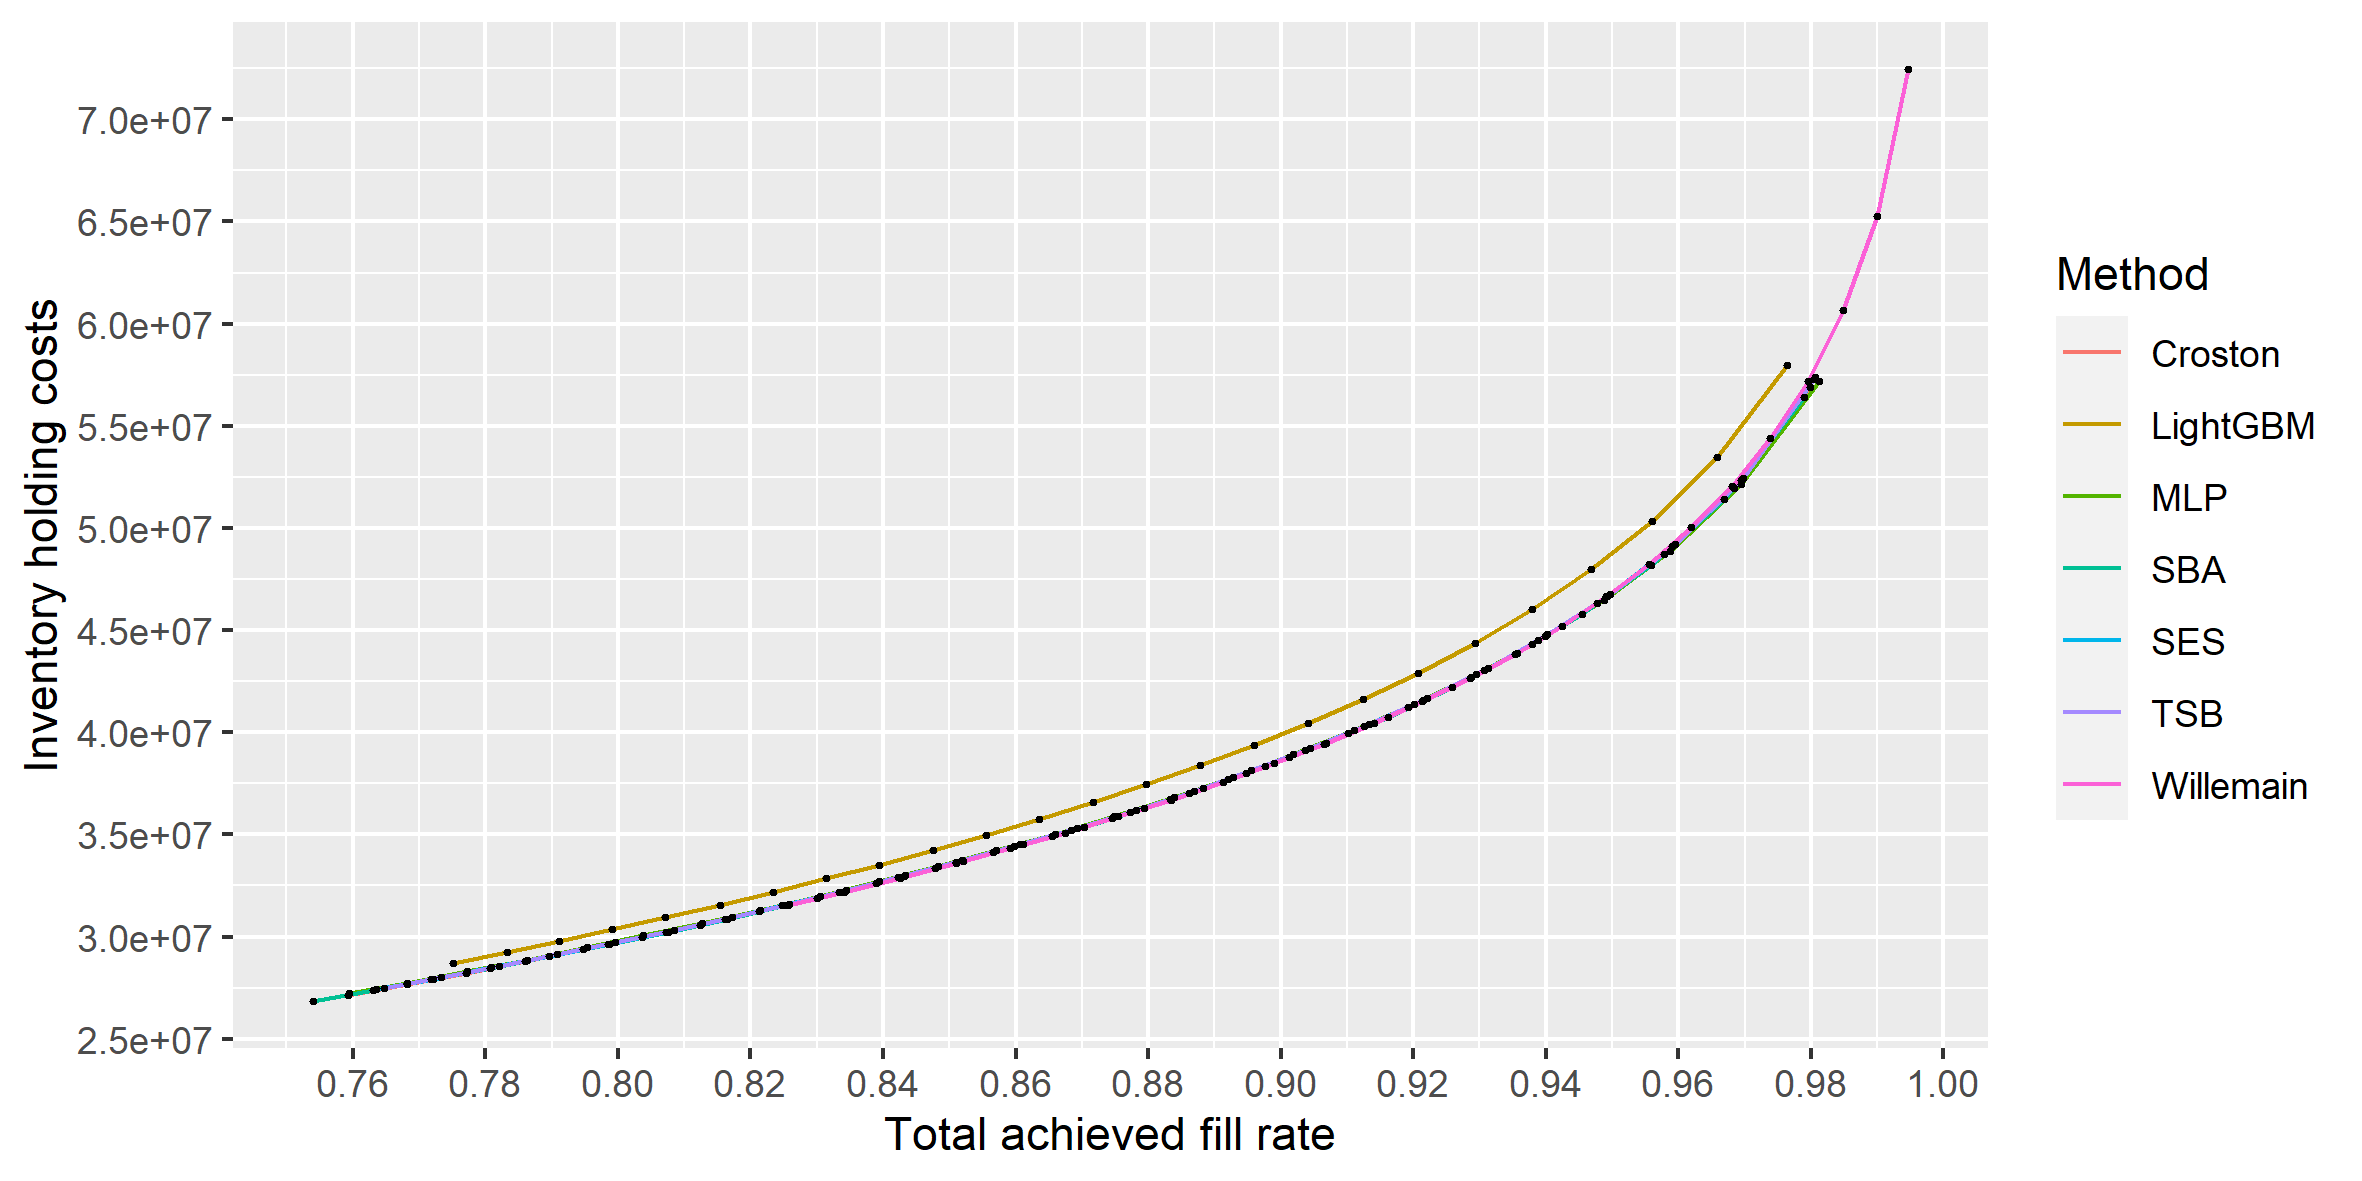 7.0e+07
6.5e+07
6.0e+07
5.5e+07
5.0e+07
4.5e+07
4.0e+07
3.5e+07
3.0e+07
2.5e+07
Inventory holding costs
0.76 0.78 0.80 0.82 0.84 0.86 0.88 0.90 0.92 0.94 0.96 0.98 1.00
Total achieved fill rate
Method
Croston
LightGBM
MLP
SBA
SES
TSB
Willemain